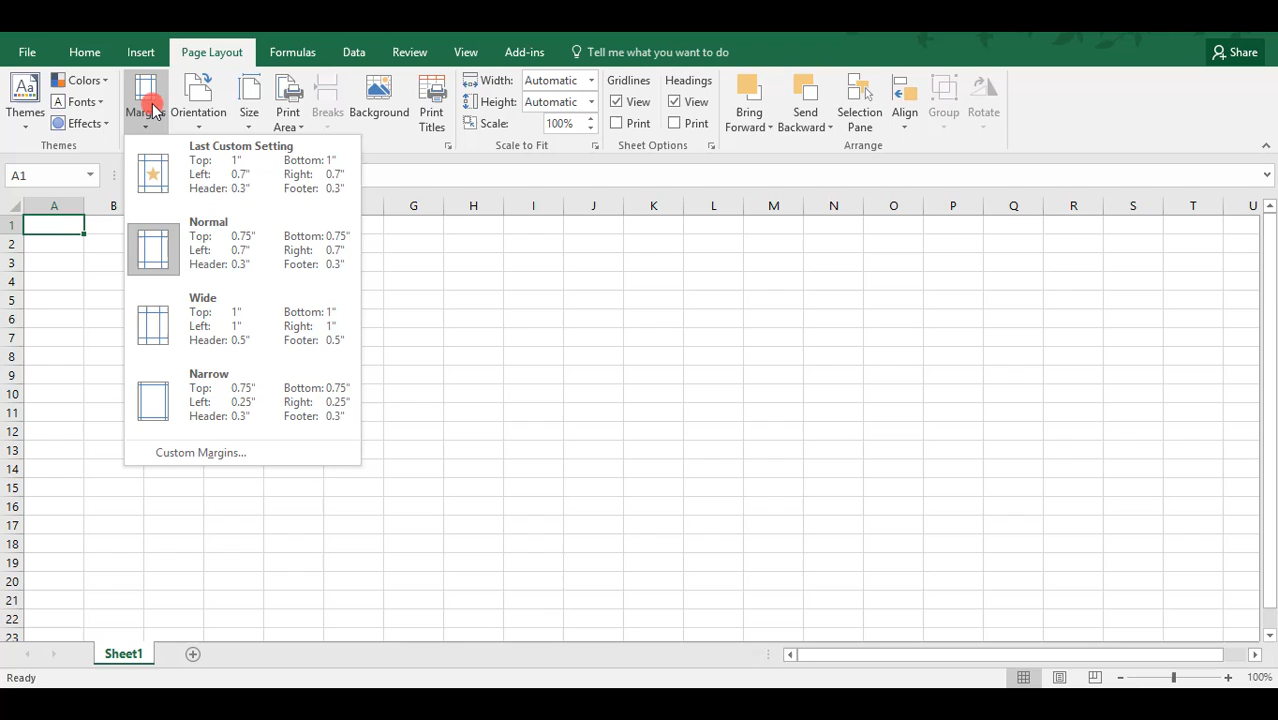 File Home Insert Page Layout Formulas Data Review View Add-ins Tell me what you want to do Share
Themes Colors Fonts Effects Margins Orientation Size Print Area Breaks Background Print Titles Width: Automatic Height: Automatic Scale: 100% Gridlines View Print Headings View Print Bring Forward Send Backward Selection Pane Align Group Rotate
Themes Scale to Fit Sheet Options Arrange
A1
Last Custom Setting
Top: 1" Bottom: 1"
Left: 0.7" Right: 0.7"
Header: 0.3" Footer: 0.3"
Normal
Top: 0.75" Bottom: 0.75"
Left: 0.7" Right: 0.7"
Header: 0.3" Footer: 0.3"
Wide
Top: 1" Bottom: 1"
Left: 1" Right: 1"
Header: 0.5" Footer: 0.5"
Narrow
Top: 0.75" Bottom: 0.75"
Left: 0.25" Right: 0.25"
Header: 0.3" Footer: 0.3"
Custom Margins...
A B G H I J K L M N O P Q R S T U
1
2
3
4
5
6
7
8
9
10
11
12
13
14
15
16
17
18
19
20
21
22
23
Sheet1
Ready 100%